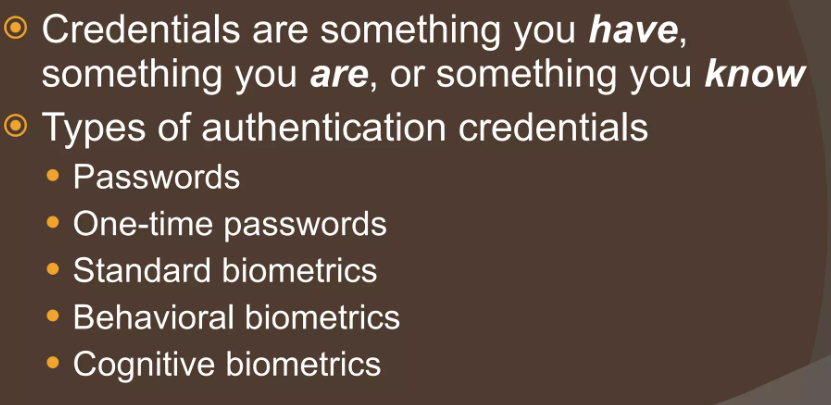 Credentials are something you have,
something you are, or something you know
Types of authentication credentials
Passwords
One-time passwords
Standard biometrics
Behavioral biometrics
Cognitive biometrics